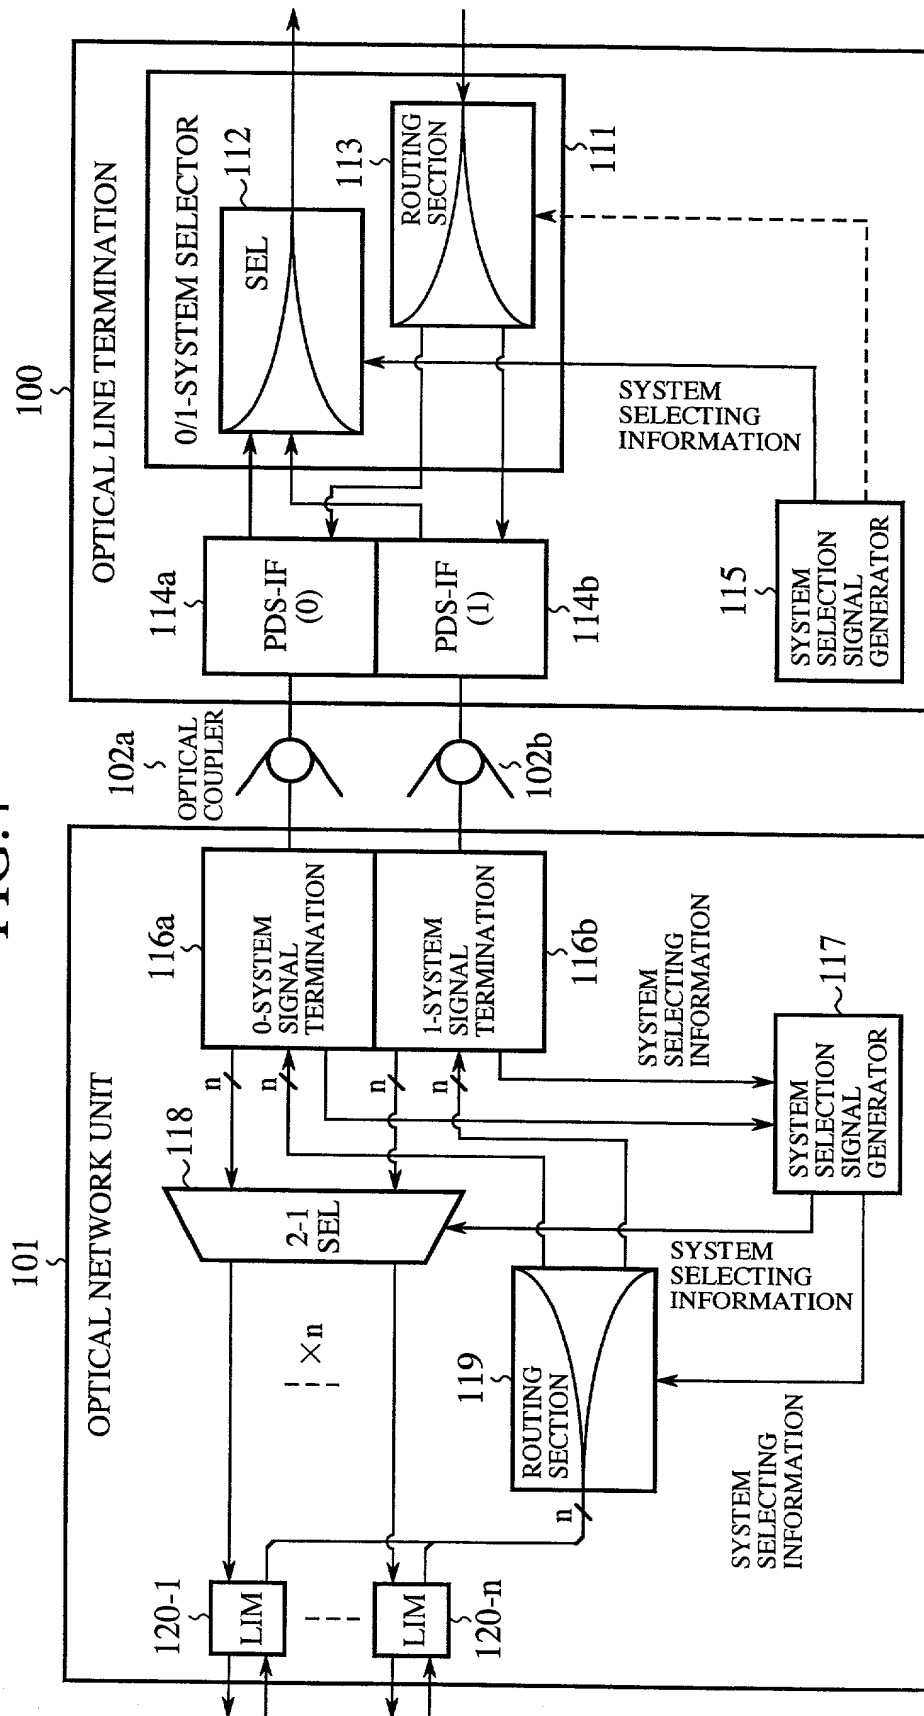 101
OPTICAL NETWORK UNIT
120-1
LIM
120-n
LIM
×n
118
2-1
SEL
119
ROUTING
SECTION
n
n
n
n
n
116a
0-SYSTEM
SIGNAL
TERMINATION
1-SYSTEM
SIGNAL
TERMINATION
116b
SYSTEM
SELECTING
INFORMATION
117
SYSTEM
SELECTION
SIGNAL
GENERATOR
SYSTEM
SELECTING
INFORMATION
SYSTEM
SELECTING
INFORMATION
102a
OPTICAL
COUPLER
102b
100
OPTICAL LINE TERMINATION
114a
PDS-IF
(0)
PDS-IF
(1)
114b
0/1-SYSTEM SELECTOR
112
SEL
113
ROUTING
SECTION
111
SYSTEM
SELECTING
INFORMATION
115
SYSTEM
SELECTION
SIGNAL
GENERATOR